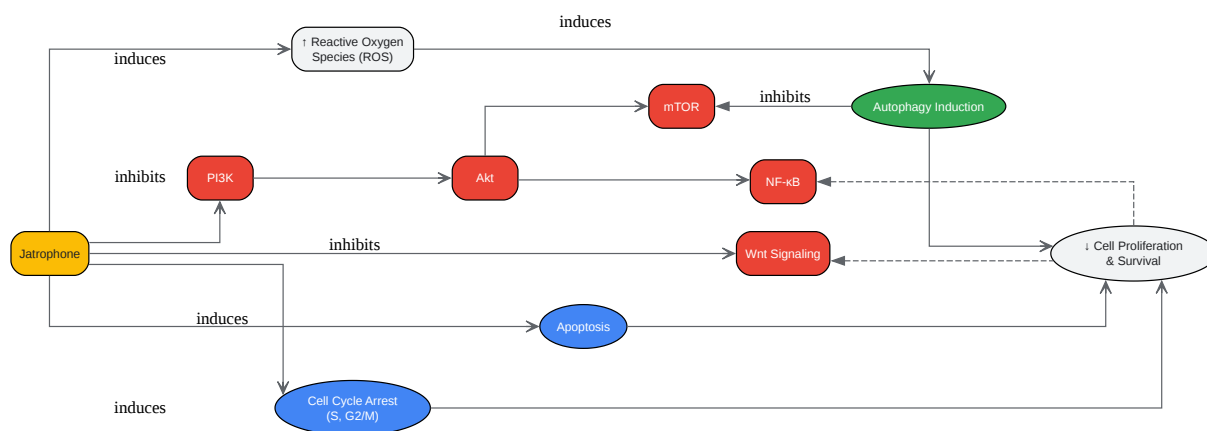 induces
↑ Reactive Oxygen
Species (ROS)
induces
mTOR
inhibits
Autophagy Induction
inhibits
PI3K
Akt
NF-κB
Jatrophone
inhibits
Wnt Signaling
↓ Cell Proliferation
& Survival
induces
Apoptosis
induces
Cell Cycle Arrest
(S, G2/M)